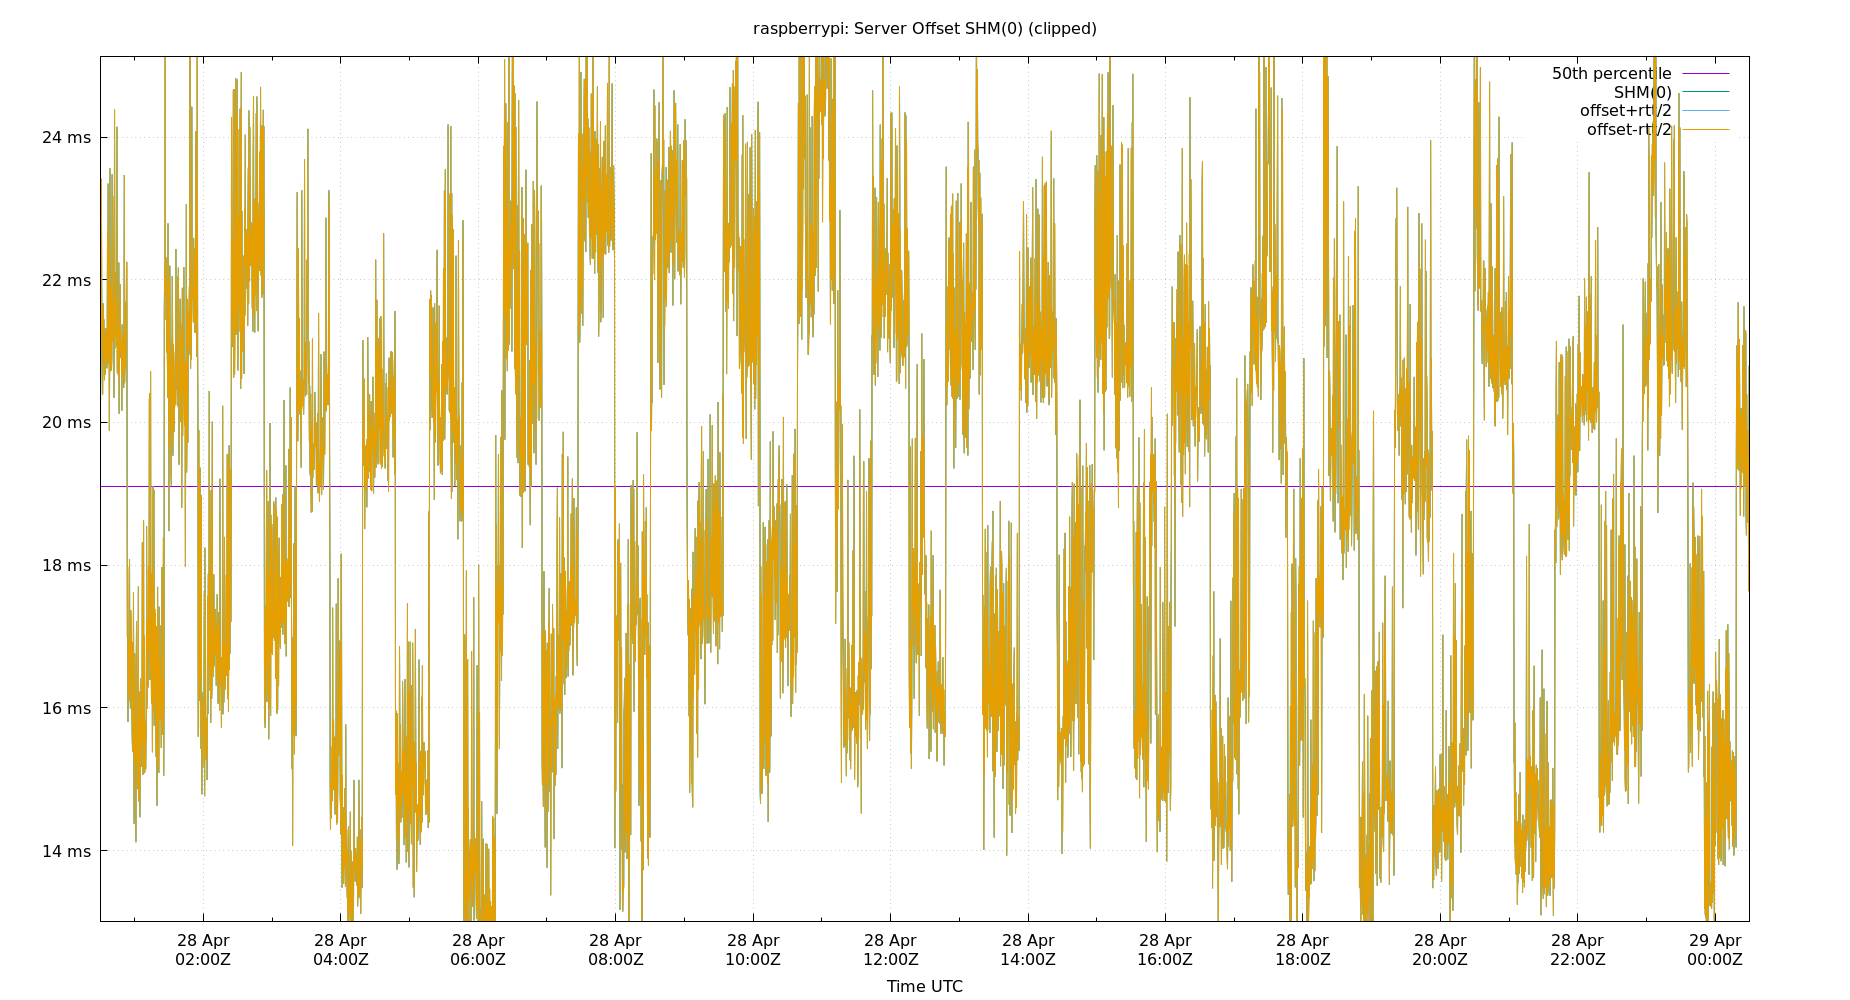 raspberrypi: Server Offset SHM(0) (clipped)
50th percentile
SHM(0)
offset+rtt/2
offset-rtt/2
24 ms
22 ms
20 ms
18 ms
16 ms
14 ms
28 Apr 28 Apr 28 Apr 28 Apr 28 Apr 28 Apr 28 Apr 28 Apr 28 Apr 28 Apr 28 Apr 29 Apr
02:00Z 04:00Z 06:00Z 08:00Z 10:00Z 12:00Z 14:00Z 16:00Z 18:00Z 20:00Z 22:00Z 00:00Z
Time UTC